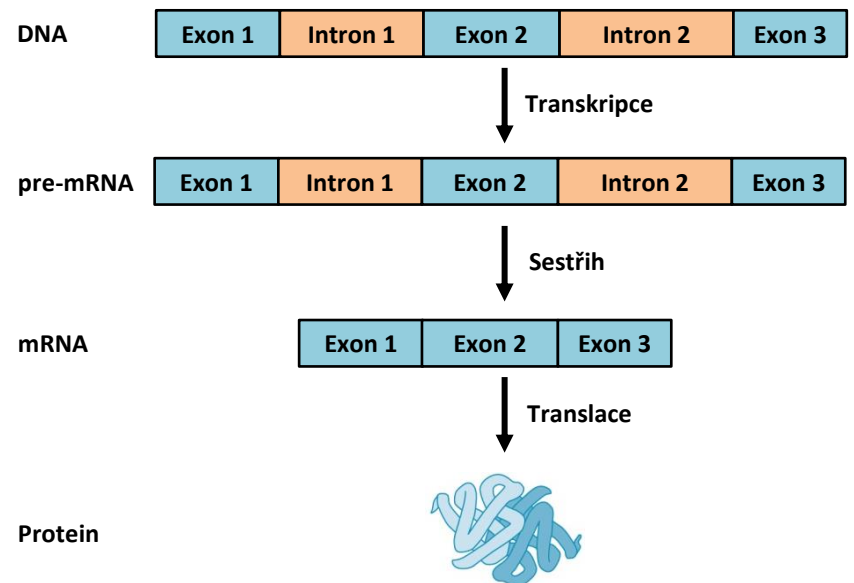 DNA
Exon 1 Intron 1 Exon 2 Intron 2 Exon 3
Transkripce
pre-mRNA
Exon 1 Intron 1 Exon 2 Intron 2 Exon 3
Sestřih
mRNA
Exon 1 Exon 2 Exon 3
Translace
Protein